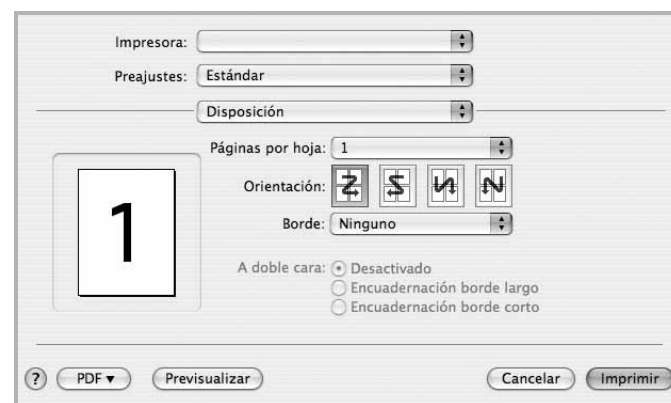 Impresora:
Preajustes: Estándar
Disposición
Páginas por hoja: 1
Orientación:
Borde: Ninguno
1
A doble cara: Desactivado
Encuadernación borde largo
Encuadernación borde corto
? PDF▼ Previsualizar Cancelar Imprimir